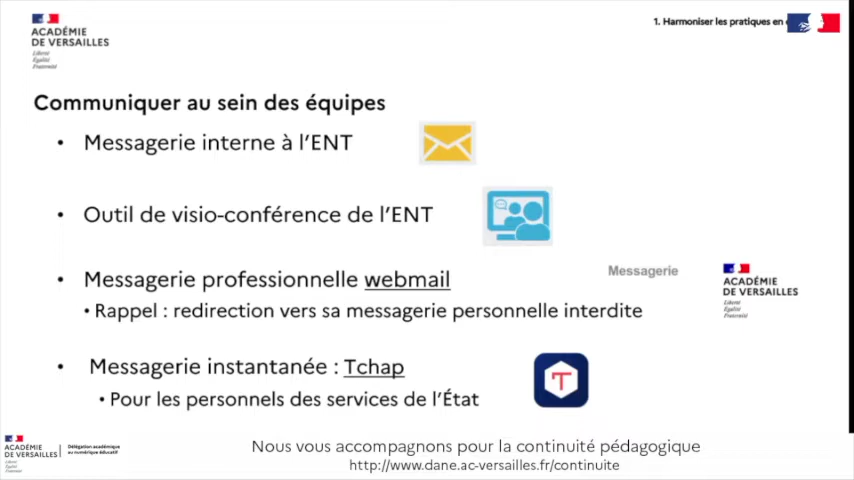 ACADÉMIE
DE VERSAILLES
Liberté
Égalité
Fraternité
1. Harmoniser les pratiques en
Communiquer au sein des équipes
• Messagerie interne à l'ENT
• Outil de visio-conférence de l'ENT
• Messagerie professionnelle webmail
Messagerie
ACADÉMIE
DE VERSAILLES
Liberté
Égalité
Fraternité
• Rappel : redirection vers sa messagerie personnelle interdite
• Messagerie instantanée : Tchap
T
• Pour les personnels des services de l'État
ACADÉMIE
DE VERSAILLES
Liberté
Égalité
Fraternité
Délégation académique
au numérique éducatif
Nous vous accompagnons pour la continuité pédagogique
http://www.dane.ac-versailles.fr/continuite